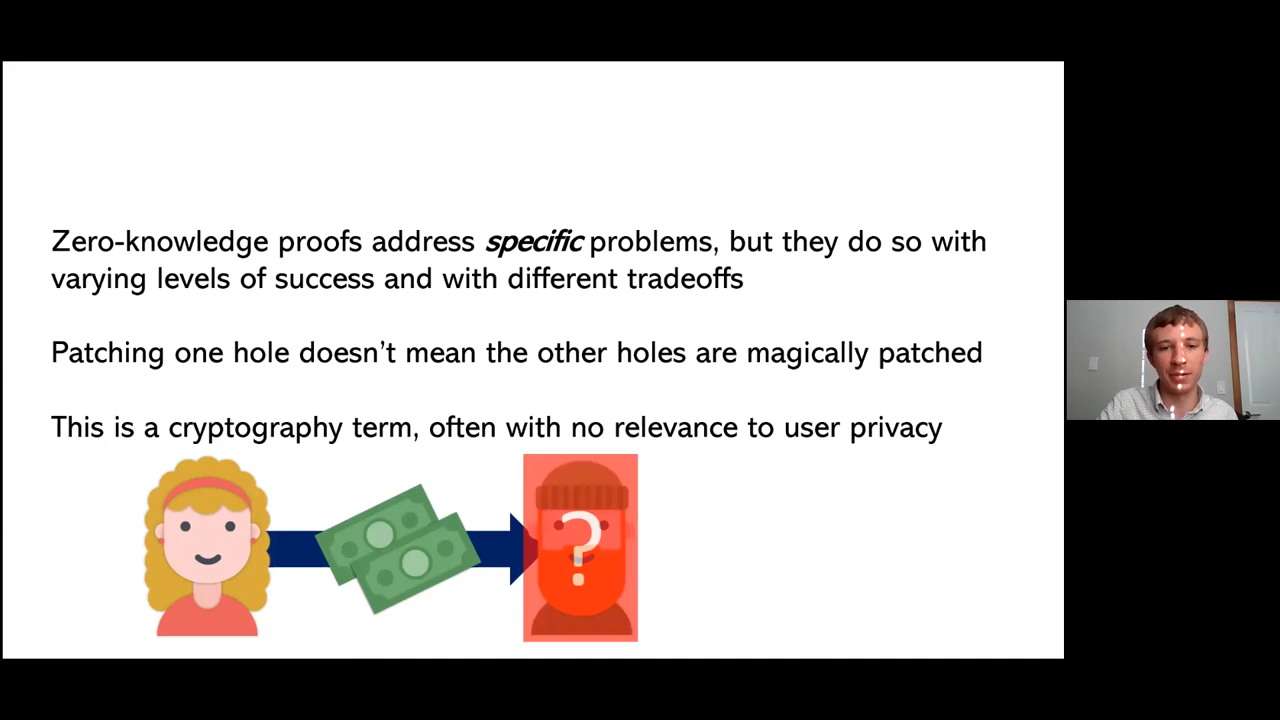 Zero-knowledge proofs address specific problems, but they do so with
varying levels of success and with different tradeoffs
Patching one hole doesn’t mean the other holes are magically patched
This is a cryptography term, often with no relevance to user privacy
?